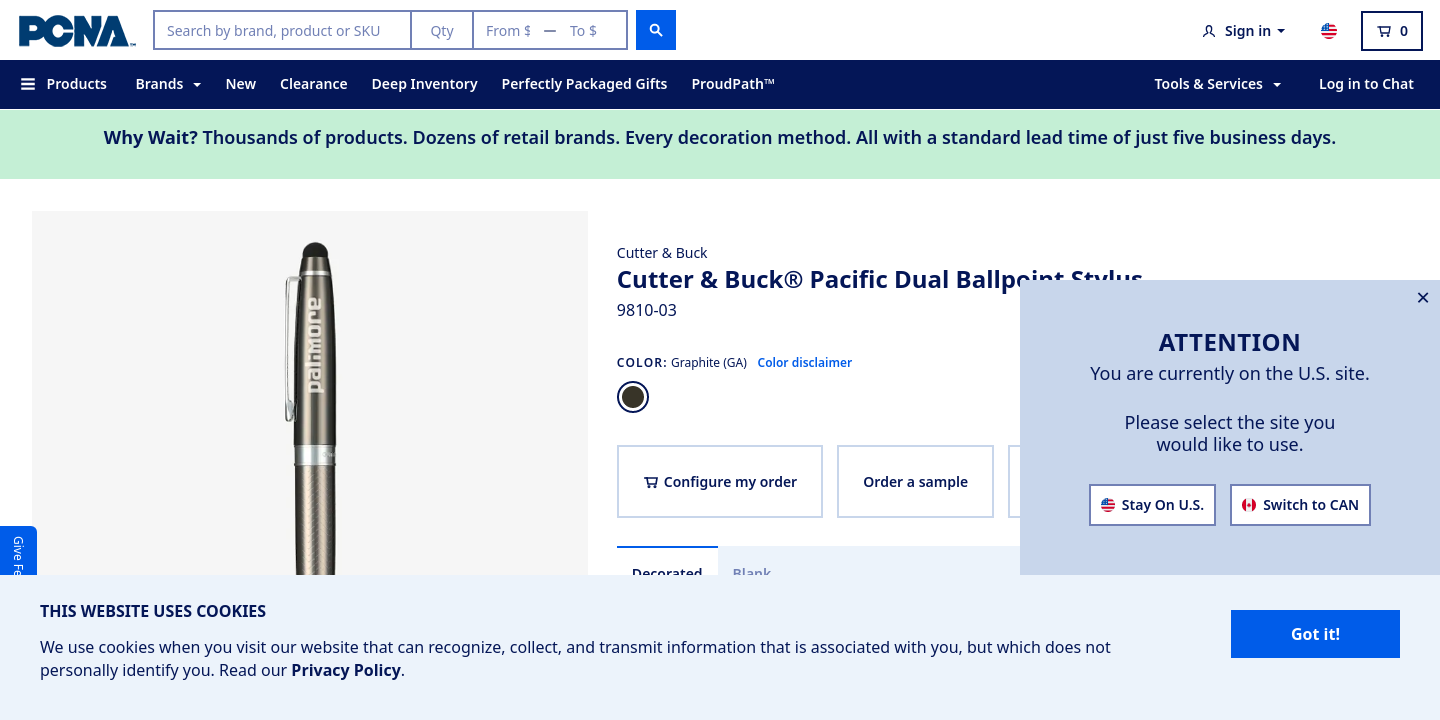 PCNA™
Search by brand, product or SKU
Qty
From $ — To $
Sign in
0
Products
Brands
New
Clearance
Deep Inventory
Perfectly Packaged Gifts
ProudPath™
Tools & Services
Log in to Chat
Why Wait? Thousands of products. Dozens of retail brands. Every decoration method. All with a standard lead time of just five business days.
palmore
Cutter & Buck
Cutter & Buck® Pacific Dual Ballpoint Stylus
9810-03
COLOR: Graphite (GA) Color disclaimer
Configure my order
Order a sample
Decorated
Blank
ATTENTION
You are currently on the U.S. site.
Please select the site you
would like to use.
Stay On U.S.
Switch to CAN
Give Fe
THIS WEBSITE USES COOKIES
We use cookies when you visit our website that can recognize, collect, and transmit information that is associated with you, but which does not
personally identify you. Read our Privacy Policy.
Got it!